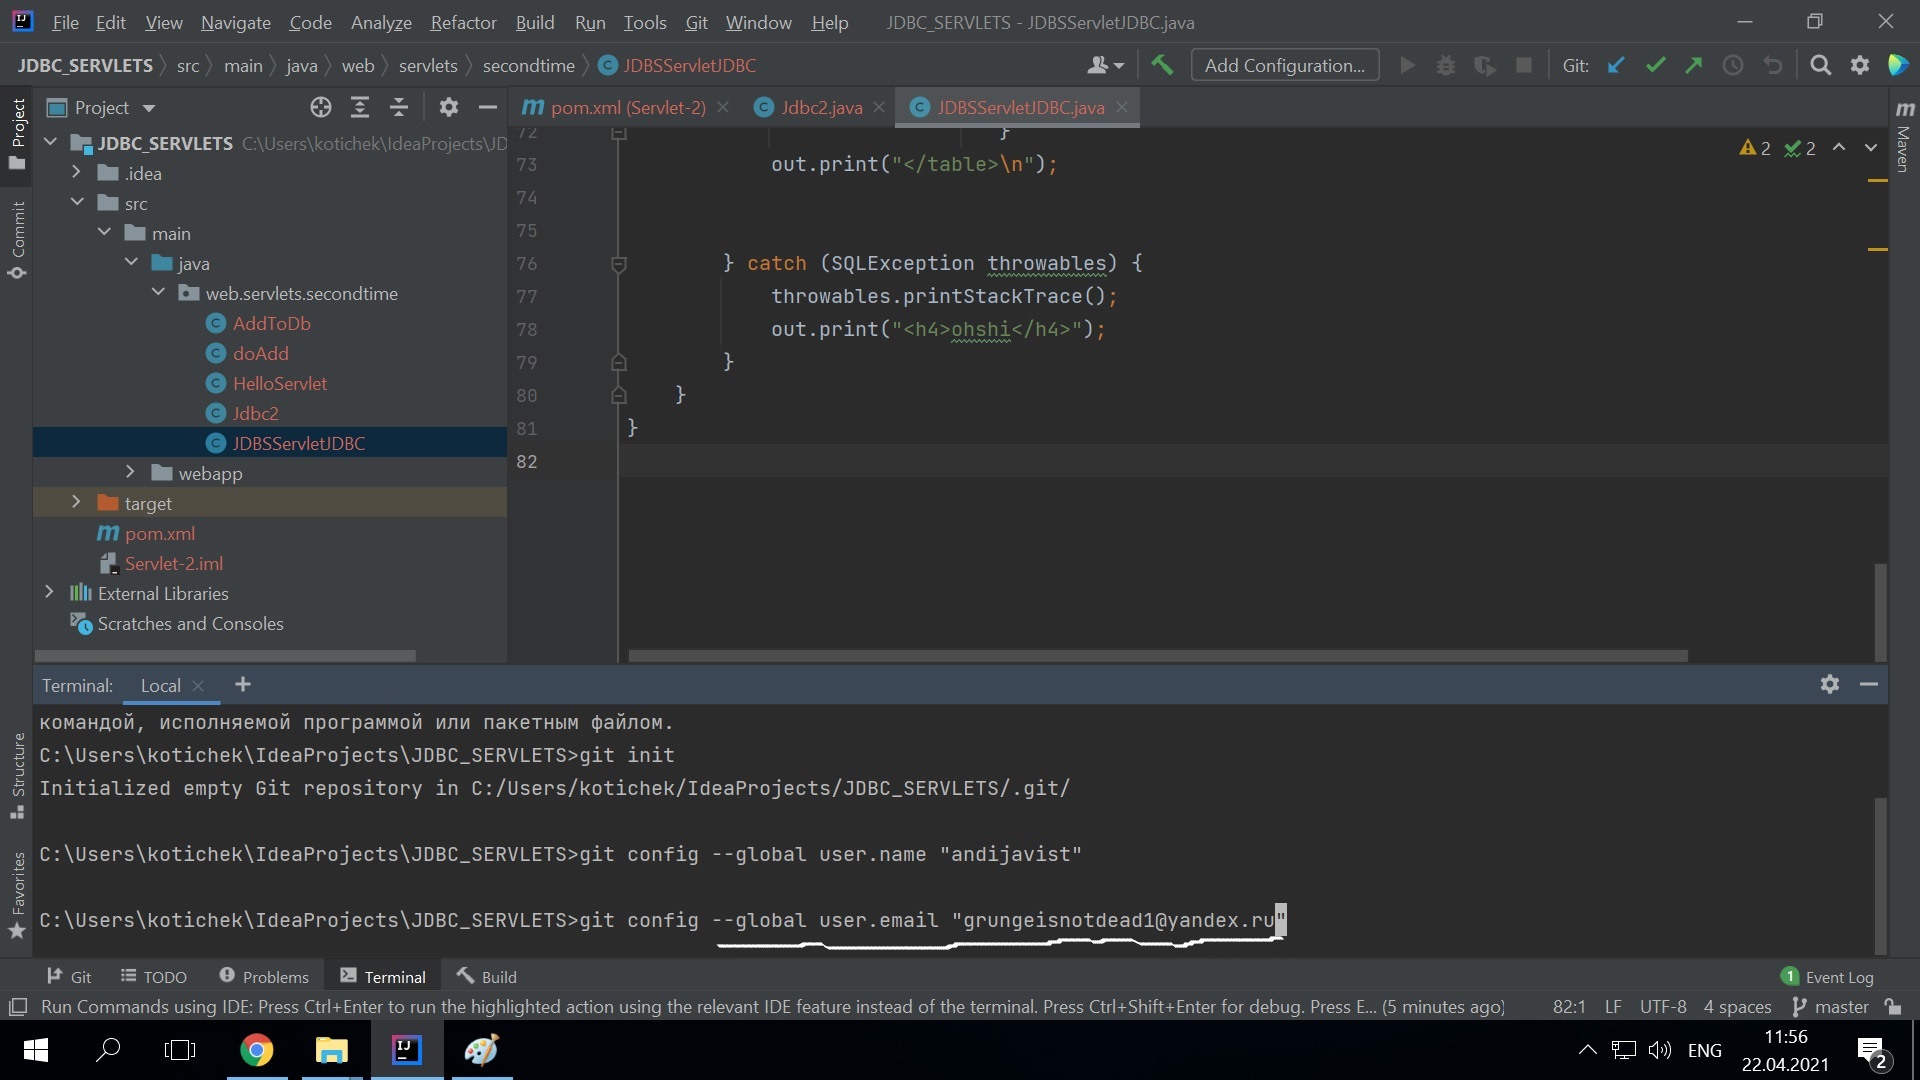 File Edit View Navigate Code Analyze Refactor Build Run Tools Git Window Help JDBC_SERVLETS - JDBSServletJDBC.java
JDBC_SERVLETS src main java web servlets secondtime JDBSServletJDBC Add Configuration... Git:
Project
pom.xml (Servlet-2) Jdbc2.java JDBSServletJDBC.java
JDBC_SERVLETS C:\Users\kotichek\IdeaProjects\JD
.idea
src
main
java
web.servlets.secondtime
AddToDb
doAdd
HelloServlet
Jdbc2
JDBSServletJDBC
webapp
target
pom.xml
Servlet-2.iml
External Libraries
Scratches and Consoles
72 }
73 out.print("</table>\n");
74
75
76 } catch (SQLException throwables) {
77 throwables.printStackTrace();
78 out.print("<h4>ohshi</h4>");
79 }
80 }
81 }
82
2 2
Project
Commit
Structure
Favorites
Maven
Terminal: Local
командой, исполняемой программой или пакетным файлом.
C:\Users\kotichek\IdeaProjects\JDBC_SERVLETS>git init
Initialized empty Git repository in C:/Users/kotichek/IdeaProjects/JDBC_SERVLETS/.git/
C:\Users\kotichek\IdeaProjects\JDBC_SERVLETS>git config --global user.name "andijavist"
C:\Users\kotichek\IdeaProjects\JDBC_SERVLETS>git config --global user.email "grungeisnotdead1@yandex.ru"
Git TODO Problems Terminal Build 1 Event Log
Run Commands using IDE: Press Ctrl+Enter to run the highlighted action using the relevant IDE feature instead of the terminal. Press Ctrl+Shift+Enter for debug. Press E... (5 minutes ago) 82:1 LF UTF-8 4 spaces master
ENG 11:56
22.04.2021
2